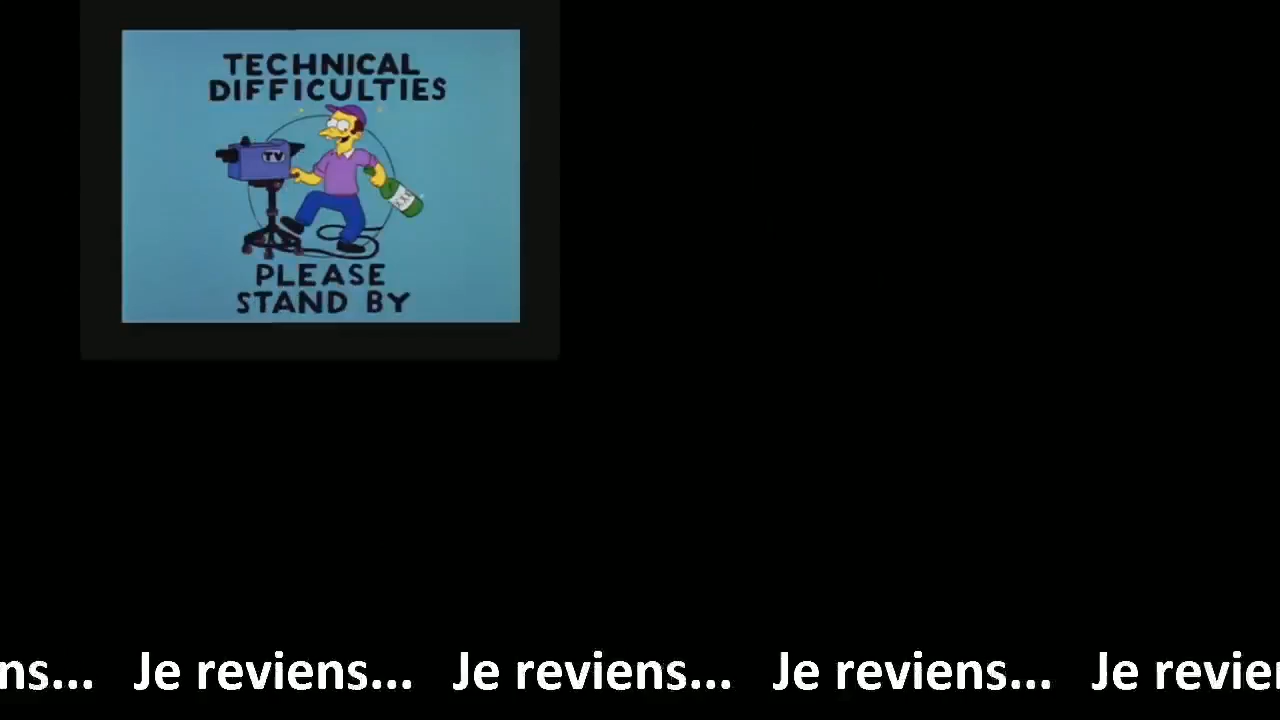 TECHNICAL
DIFFICULTIES
TV
PLEASE
STAND BY
ns... Je reviens... Je reviens... Je reviens... Je revien